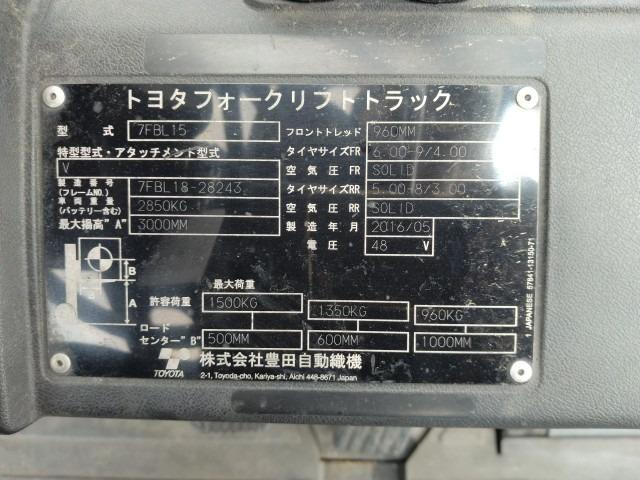 トヨタフォークリフトトラック
型式 7FBL15 フロントトレッド 960MM
特型型式・アタッチメント型式 タイヤサイズFR 6.00-9/4.00
V 空気圧FR SOLID
製造番号 (フレームNO.) 7FBL18-28243 タイヤサイズRR 5.00-8/3.00
車両重量 (バッテリー含む) 2850KG 空気圧RR SOLID
最大揚高"A" 3000MM 製造年月 2016/05
電圧 48 V
B
A
最大荷重
許容荷重 1500KG 1350KG 960KG
ロード
センター"B" 500MM 600MM 1000MM
TOYOTA 株式会社豊田自動織機 L
2-1, Toyoda-cho, Kariya-shi, Aichi 448-8671 Japan
1 JAPANESE 57841-13150-71